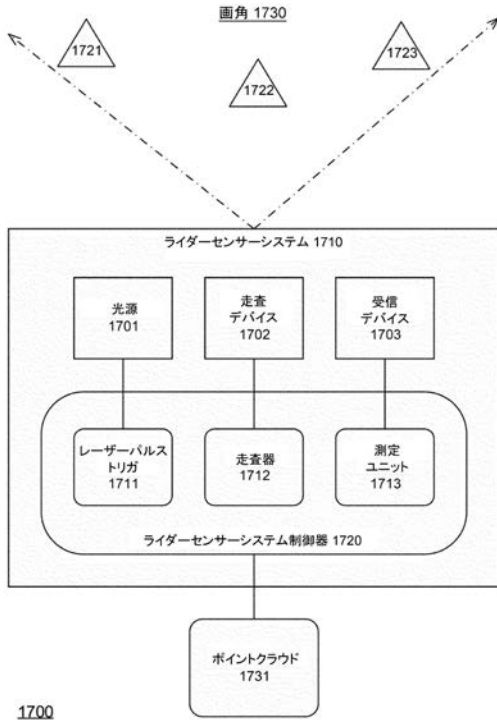 画角 1730
1721
1722
1723
ライダーセンサーシステム 1710
光源
1701
走査
デバイス
1702
受信
デバイス
1703
レーザーパルス
トリガ
1711
走査器
1712
測定
ユニット
1713
ライダーセンサーシステム制御器 1720
ポイントクラウド
1731
1700